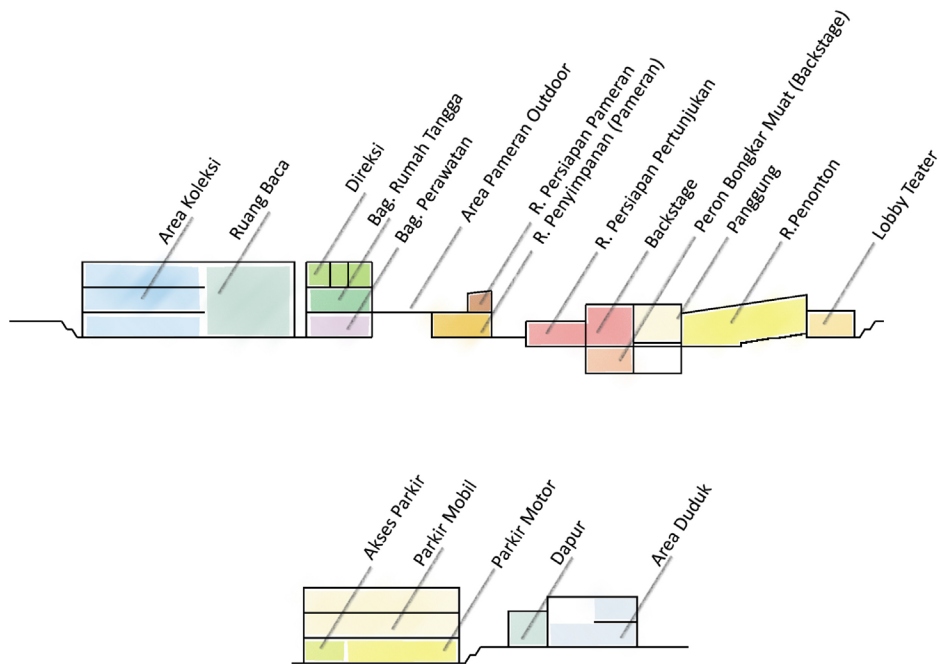 Area Koleksi
Ruang Baca
Direksi
Bag. Rumah Tangga
Bag. Perawatan
Area Pameran Outdoor
R. Persiapan Pameran
R. Penyimpanan (Pameran)
R. Persiapan Pertunjukan
Backstage
Peron Bongkar Muat (Backstage)
Panggung
R.Penonton
Lobby Teater
Akses Parkir
Parkir Mobil
Parkir Motor
Dapur
Area Duduk